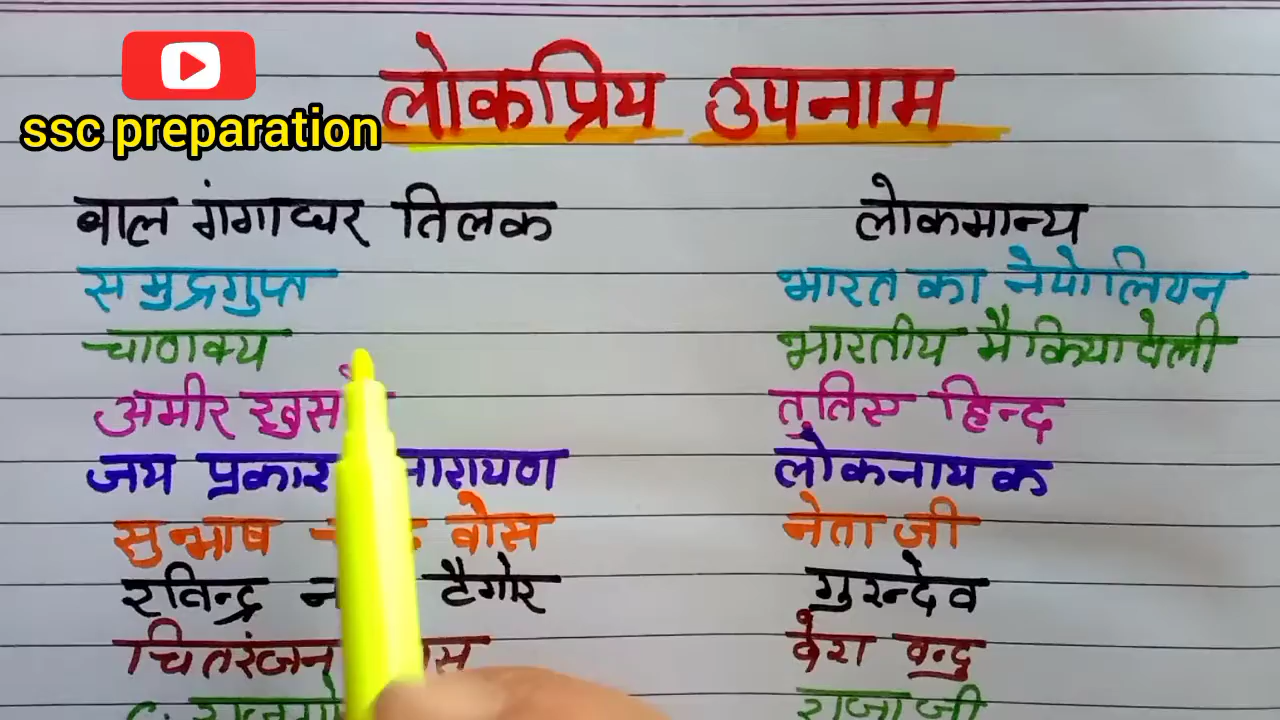 ssc preparation
लोकप्रिय उपनाम
बाल गंगाधर तिलक लोकमान्य
समुद्रगुप्त भारत का नेपोलियन
चाणक्य भारतीय मैकियावेली
अमीर तुतिए हिन्द
जय नारायण लोकनायक
सुभाष बोस नेताजी
रविन्द्र टैगोर गुरुदेव
चितरंजन देश बन्धु
राजाजी